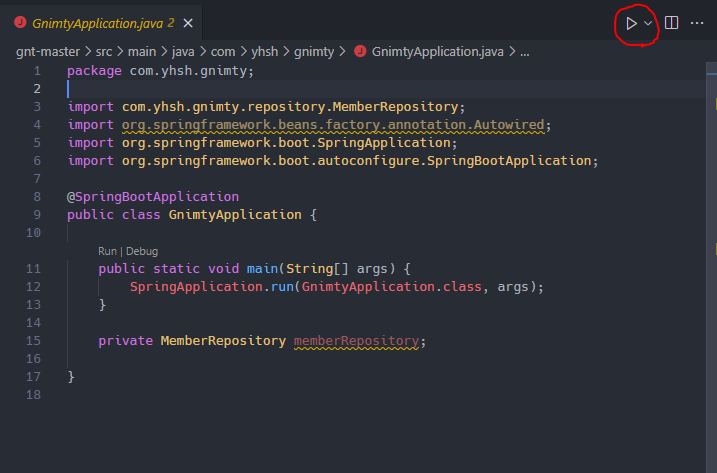 GnimtyApplication.java 2
gnt-master > src > main > java > com > yhsh > gnimty > GnimtyApplication.java > ...
1 package com.yhsh.gnimty;
2
3 import com.yhsh.gnimty.repository.MemberRepository;
4 import org.springframework.beans.factory.annotation.Autowired;
5 import org.springframework.boot.SpringApplication;
6 import org.springframework.boot.autoconfigure.SpringBootApplication;
7
8 @SpringBootApplication
9 public class GnimtyApplication {
10
Run | Debug
11 public static void main(String[] args) {
12 SpringApplication.run(GnimtyApplication.class, args);
13 }
14
15 private MemberRepository memberRepository;
16
17 }
18